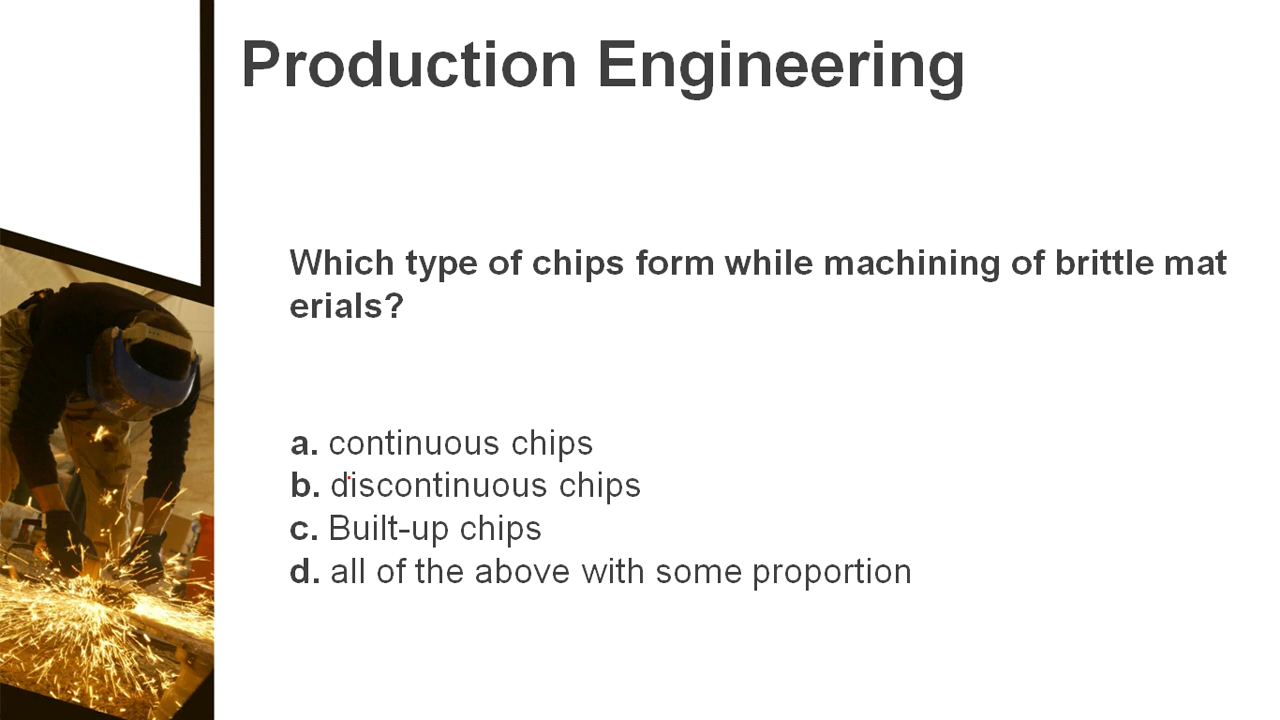 Production Engineering
Which type of chips form while machining of brittle mat
erials?
a. continuous chips
b. discontinuous chips
c. Built-up chips
d. all of the above with some proportion